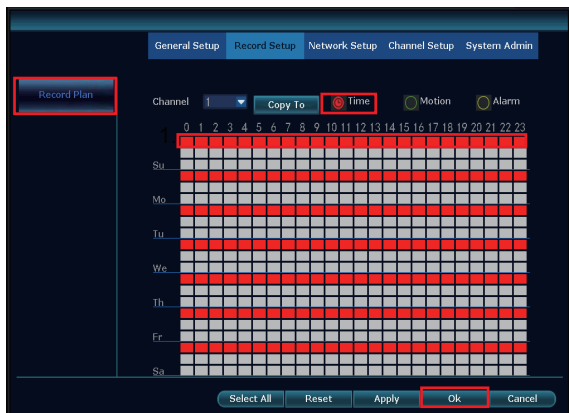 General Setup Record Setup Network Setup Channel Setup System Admin
Record Plan
Channel 1 Copy To Time Motion Alarm
0 1 2 3 4 5 6 7 8 9 10 11 12 13 14 15 16 17 18 19 20 21 22 23
1.
Su
Mo
Tu
We
Th
Fr
Sa
Select All Reset Apply Ok Cancel